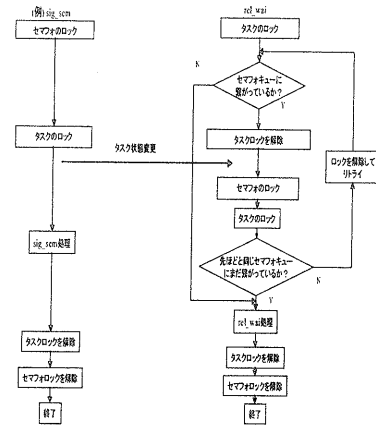 (例) sig_sem
セマフォのロック
タスクのロック
sig_sem処理
タスクロックを解除
セマフォロックを解除
終了
タスク状態変更
rel_wai
タスクのロック
セマフォキューに
繋がっているか？
N
Y
タスクロックを解除
セマフォのロック
タスクのロック
先ほどと同じセマフォキュー
にまだ繋がっているか？
N
Y
ロックを解除して
リトライ
rel_wai処理
タスクロックを解除
セマフォロックを解除
終了